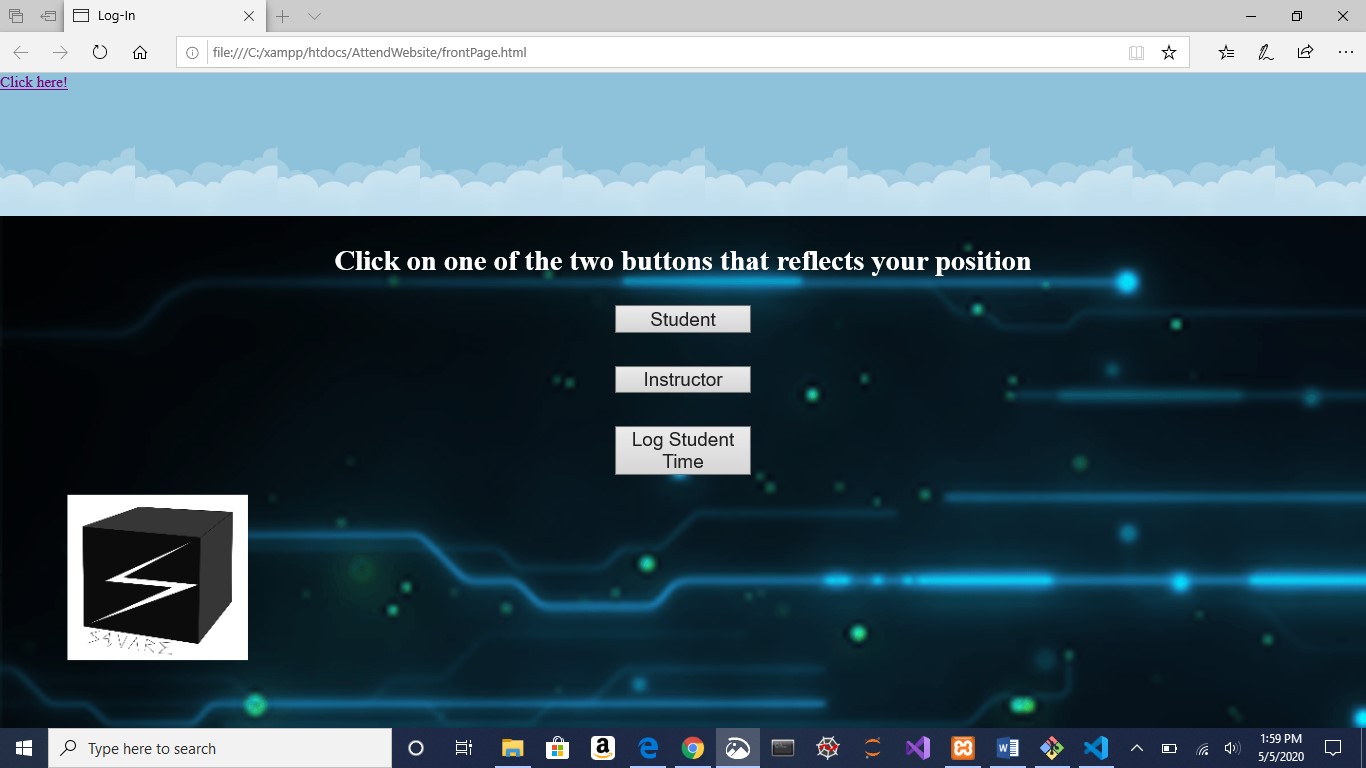 Log-In
file:///C:/xampp/htdocs/AttendWebsite/frontPage.html
Click here!
Click on one of the two buttons that reflects your position
Student
Instructor
Log Student
Time
SQUARE
Type here to search
1:59 PM
5/5/2020